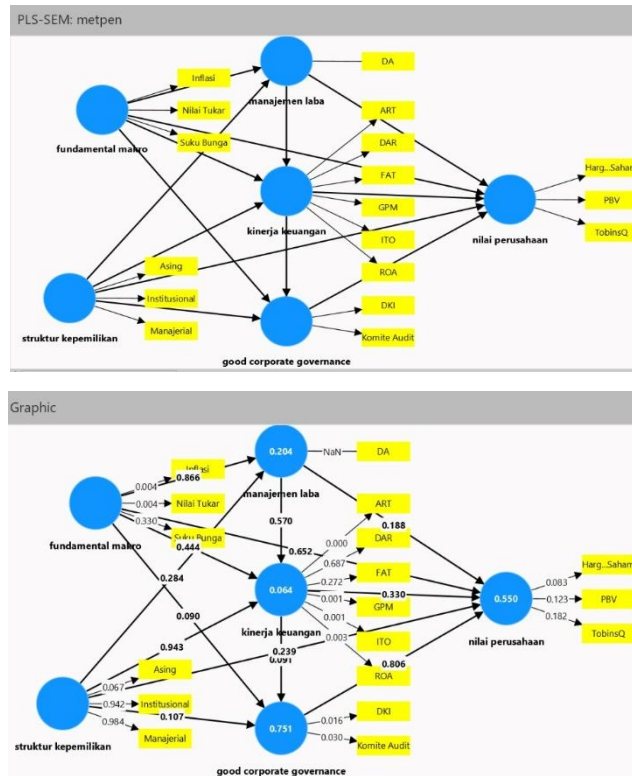 PLS-SEM: metpen
DA
Inflasi
manajemen laba
Nilai Tukar
ART
Suku Bunga
fundamental makro
DAR
Harg...Saham
FAT
GPM
PBV
kinerja keuangan
nilai perusahaan
ITO
TobinsQ
Asing
ROA
Institusional
DKI
Manajerial
struktur kepemilikan
Komite Audit
good corporate governance
Graphic
0.204
NaN
DA
0.866
0.004
manajemen laba
0.004
Nilai Tukar
0.570
ART
0.188
0.330
Suku Bunga
0.000
fundamental makro
0.444
0.652
0.687
DAR
0.083
Harg...Saham
0.284
0.272
FAT
0.064
0.330
0.550
0.123
PBV
0.001
GPM
0.090
kinerja keuangan
0.001
0.182
TobinsQ
0.943
0.003
ITO
nilai perusahaan
0.239
0.806
0.067
Asing
0.091
ROA
0.942
Institusional
0.107
0.751
0.016
DKI
0.984
Manajerial
0.030
Komite Audit
struktur kepemilikan
good corporate governance